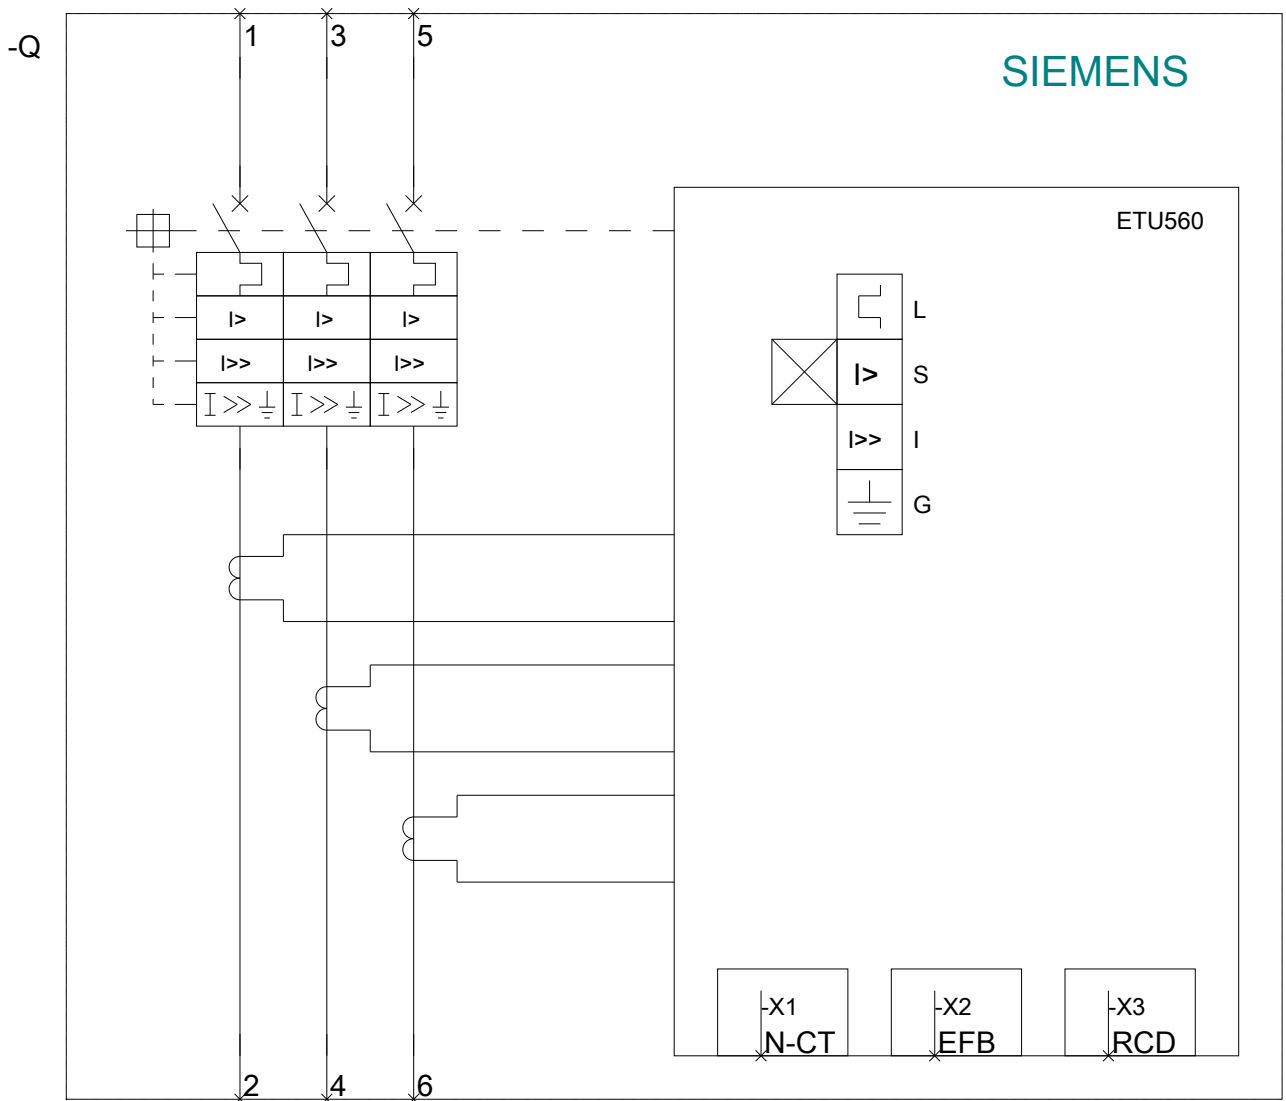 -Q
1 3 5
SIEMENS
ETU560
L
I> I> I> 
I>> I>> I>>
I>> I>> I>>
I> S
I>> I
G
-X1 -X2 -X3
N-CT EFB RCD
2 4 6